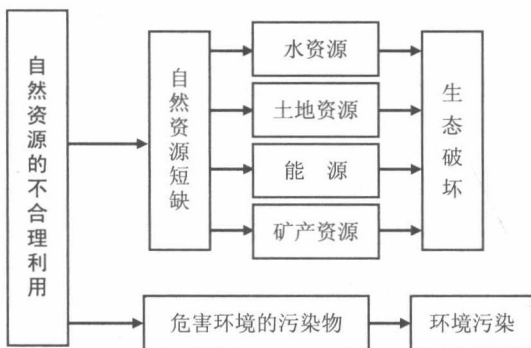 自然资源的不合理利用
自然资源短缺
水资源
土地资源
能 源
矿产资源
生态破坏
危害环境的污染物
环境污染